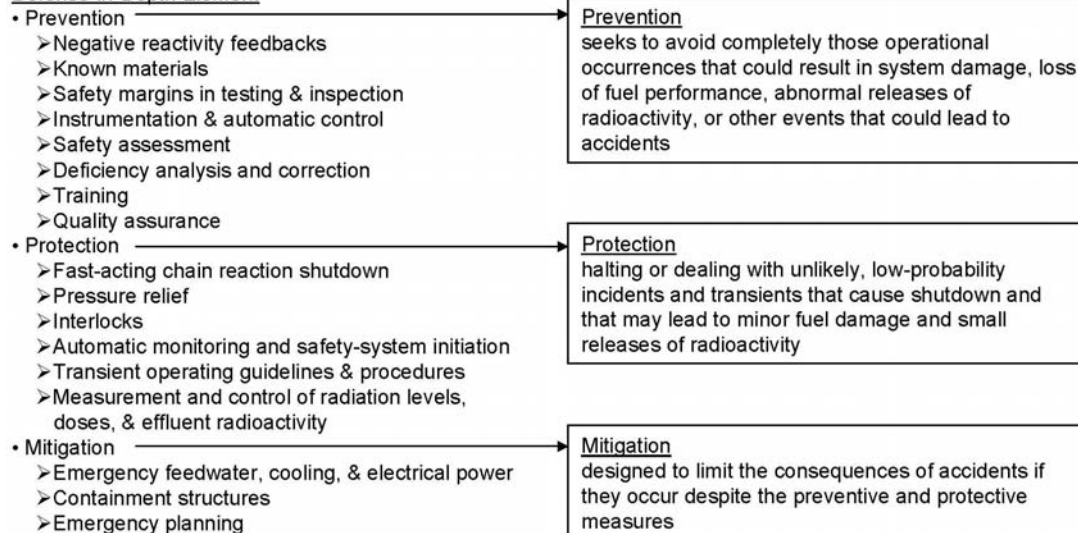 • Prevention
➢Negative reactivity feedbacks
➢Known materials
➢Safety margins in testing & inspection
➢Instrumentation & automatic control
➢Safety assessment
➢Deficiency analysis and correction
➢Training
➢Quality assurance
• Protection
➢Fast-acting chain reaction shutdown
➢Pressure relief
➢Interlocks
➢Automatic monitoring and safety-system initiation
➢Transient operating guidelines & procedures
➢Measurement and control of radiation levels,
doses, & effluent radioactivity
• Mitigation
➢Emergency feedwater, cooling, & electrical power
➢Containment structures
➢Emergency planning
Prevention
seeks to avoid completely those operational
occurrences that could result in system damage, loss
of fuel performance, abnormal releases of
radioactivity, or other events that could lead to
accidents
Protection
halting or dealing with unlikely, low-probability
incidents and transients that cause shutdown and
that may lead to minor fuel damage and small
releases of radioactivity
Mitigation
designed to limit the consequences of accidents if
they occur despite the preventive and protective
measures